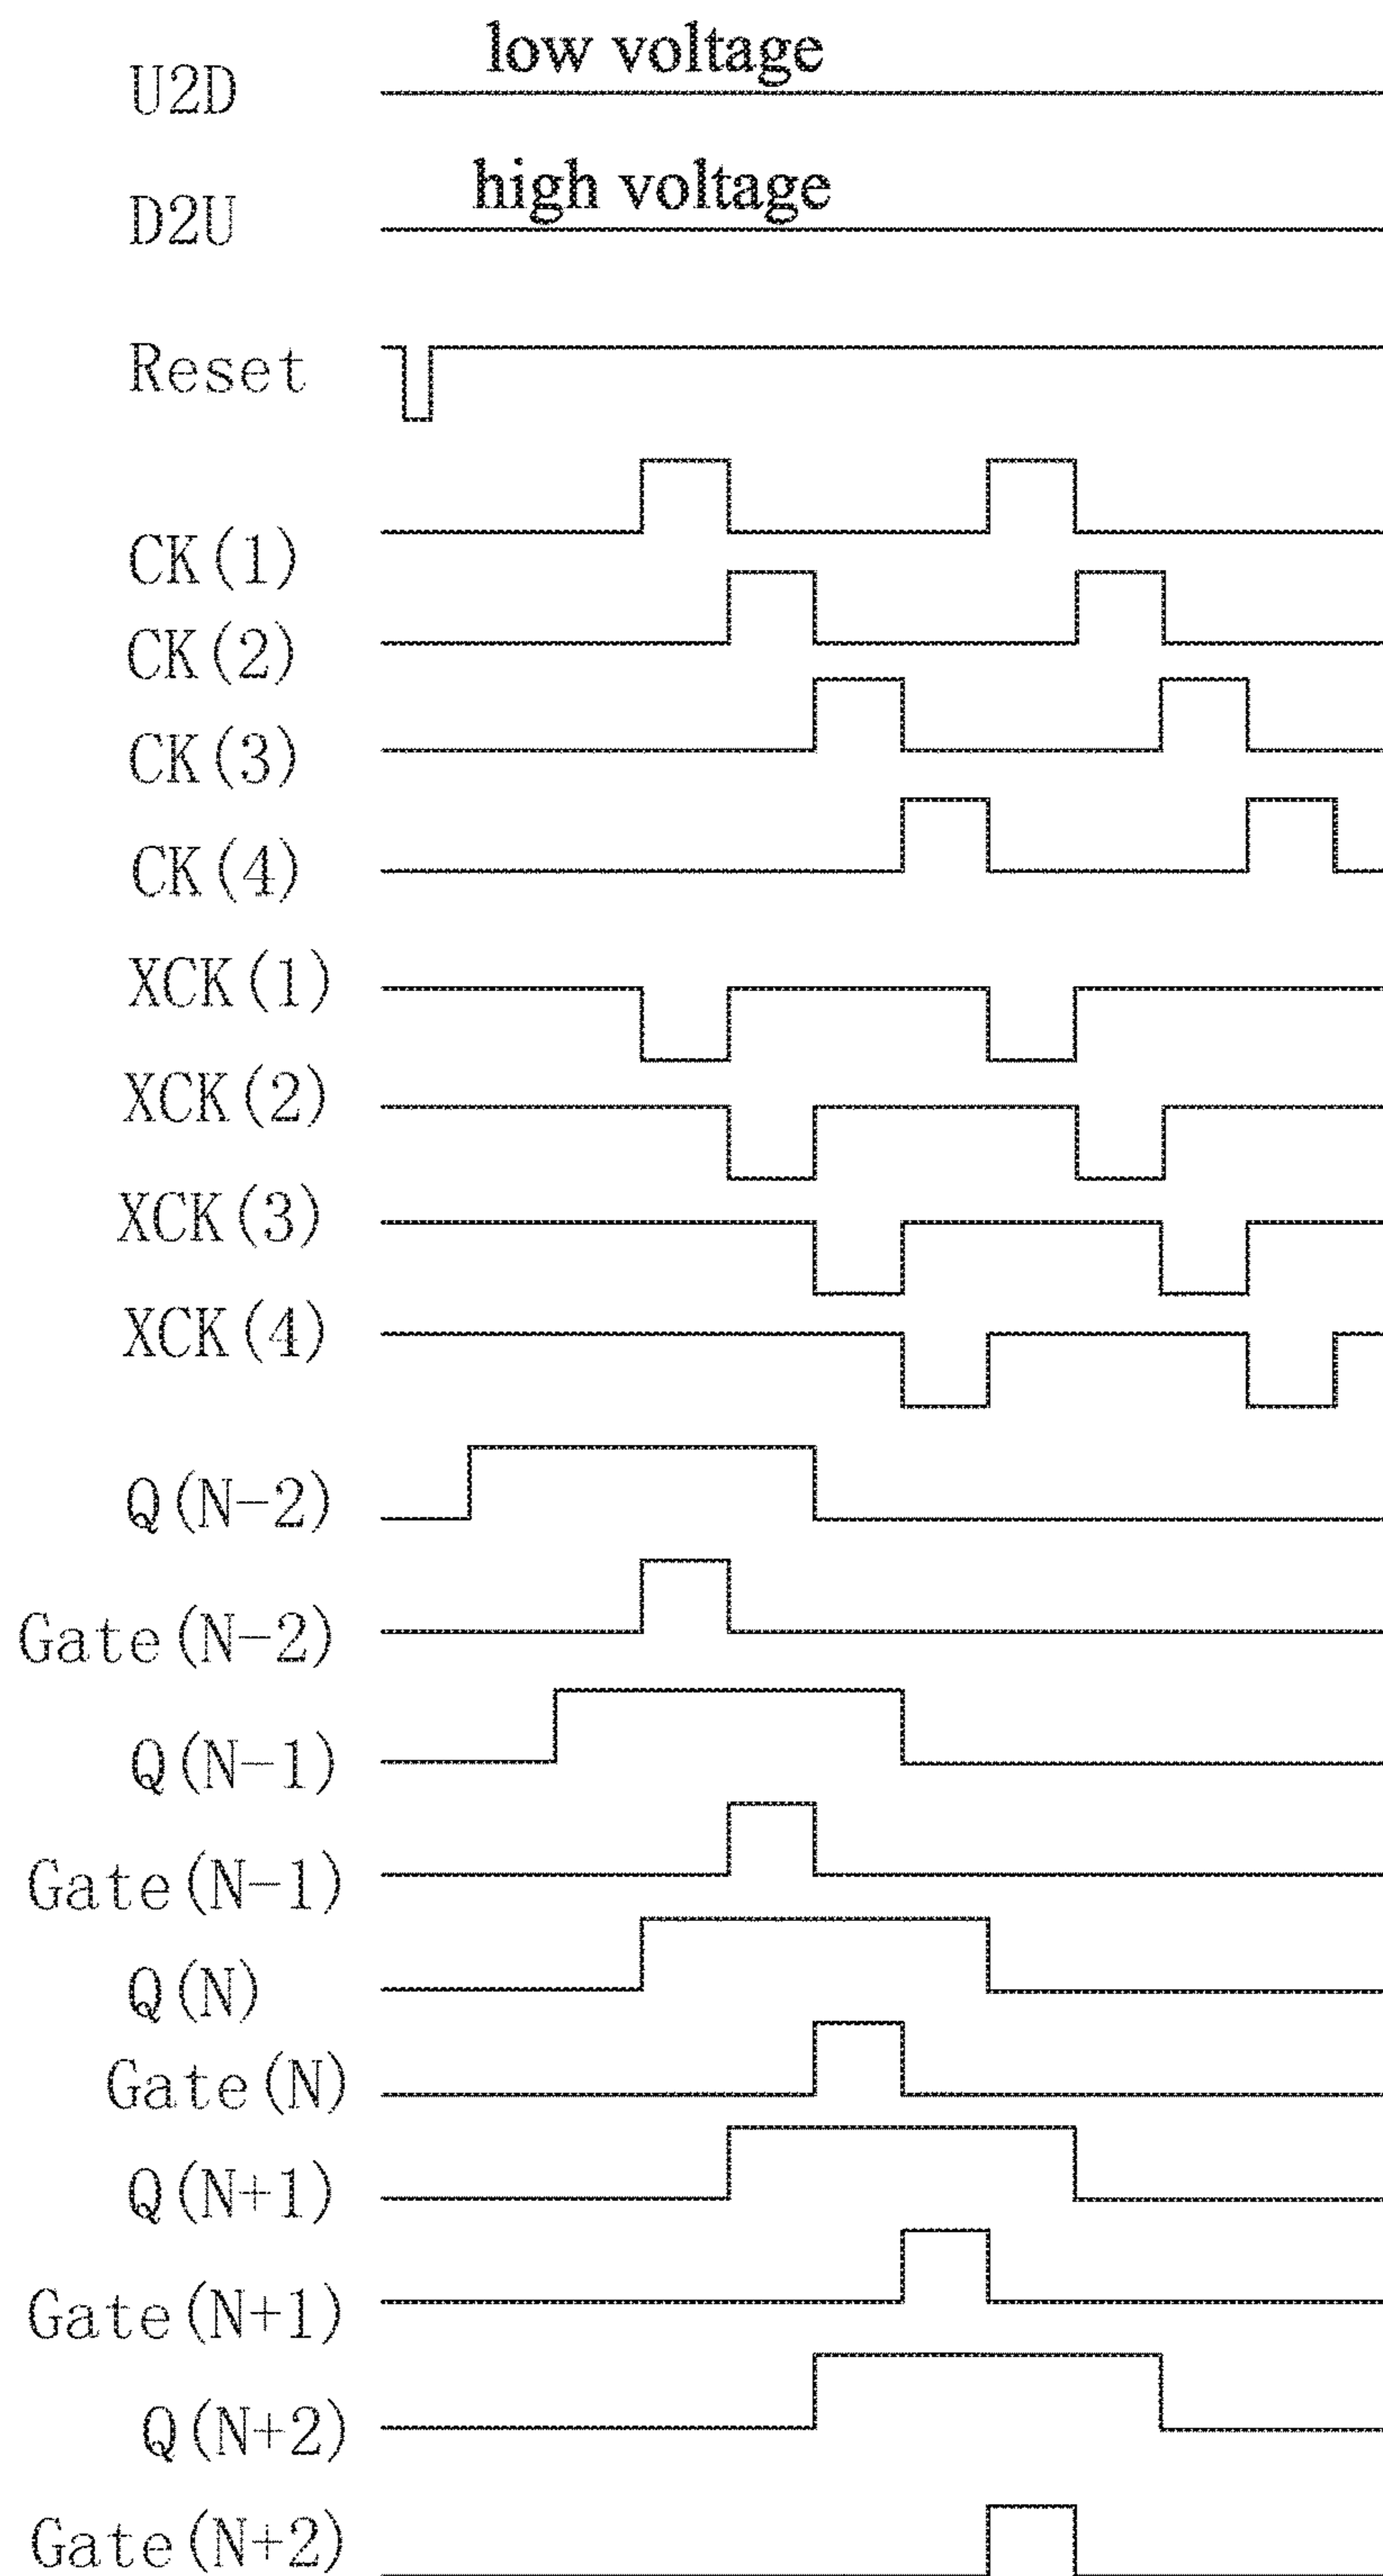 low voltage
U2D
high voltage
D2U
Reset
CK(1)
CK(2)
CK(3)
CK(4)
XCK(1)
XCK(2)
XCK(3)
XCK(4)
Q(N-2)
Gate(N-2)
Q(N-1)
Gate(N-1)
Q(N)
Gate(N)
Q(N+1)
Gate(N+1)
Q(N+2)
Gate(N+2)